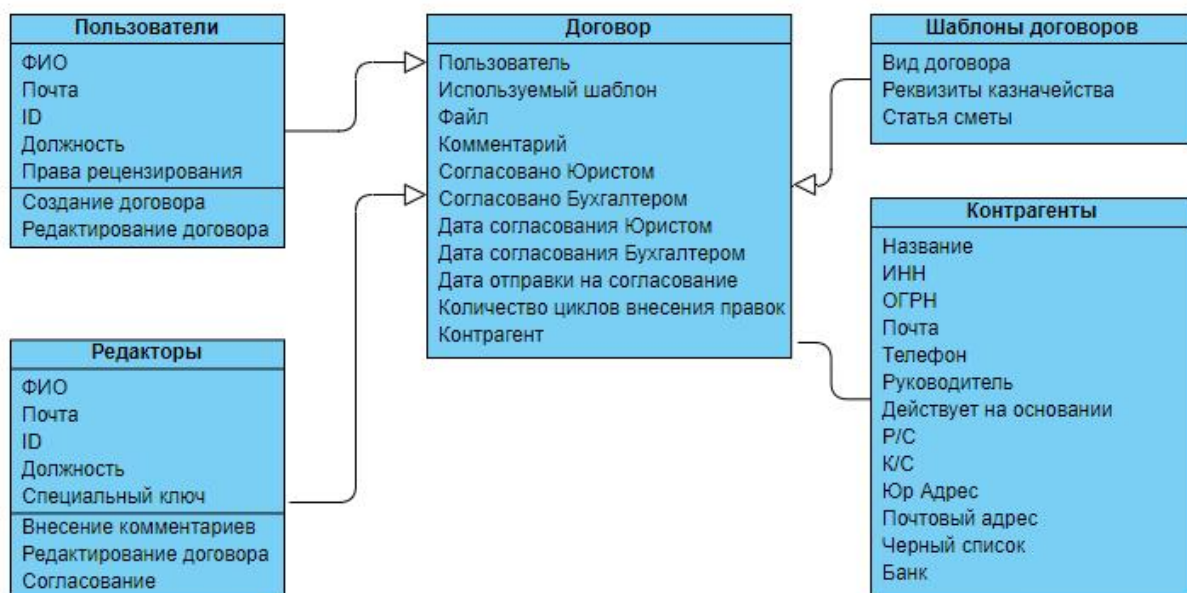 Пользователи
ФИО
Почта
ID
Должность
Права рецензирования
Создание договора
Редактирование договора
Редакторы
ФИО
Почта
ID
Должность
Специальный ключ
Внесение комментариев
Редактирование договора
Согласование
Договор
Пользователь
Используемый шаблон
Файл
Комментарий
Согласовано Юристом
Согласовано Бухгалтером
Дата согласования Юристом
Дата согласования Бухгалтером
Дата отправки на согласование
Количество циклов внесения правок
Контрагент
Шаблоны договоров
Вид договора
Реквизиты казначейства
Статья сметы
Контрагенты
Название
ИНН
ОГРН
Почта
Телефон
Руководитель
Действует на основании
Р/С
К/С
Юр Адрес
Почтовый адрес
Черный список
Банк